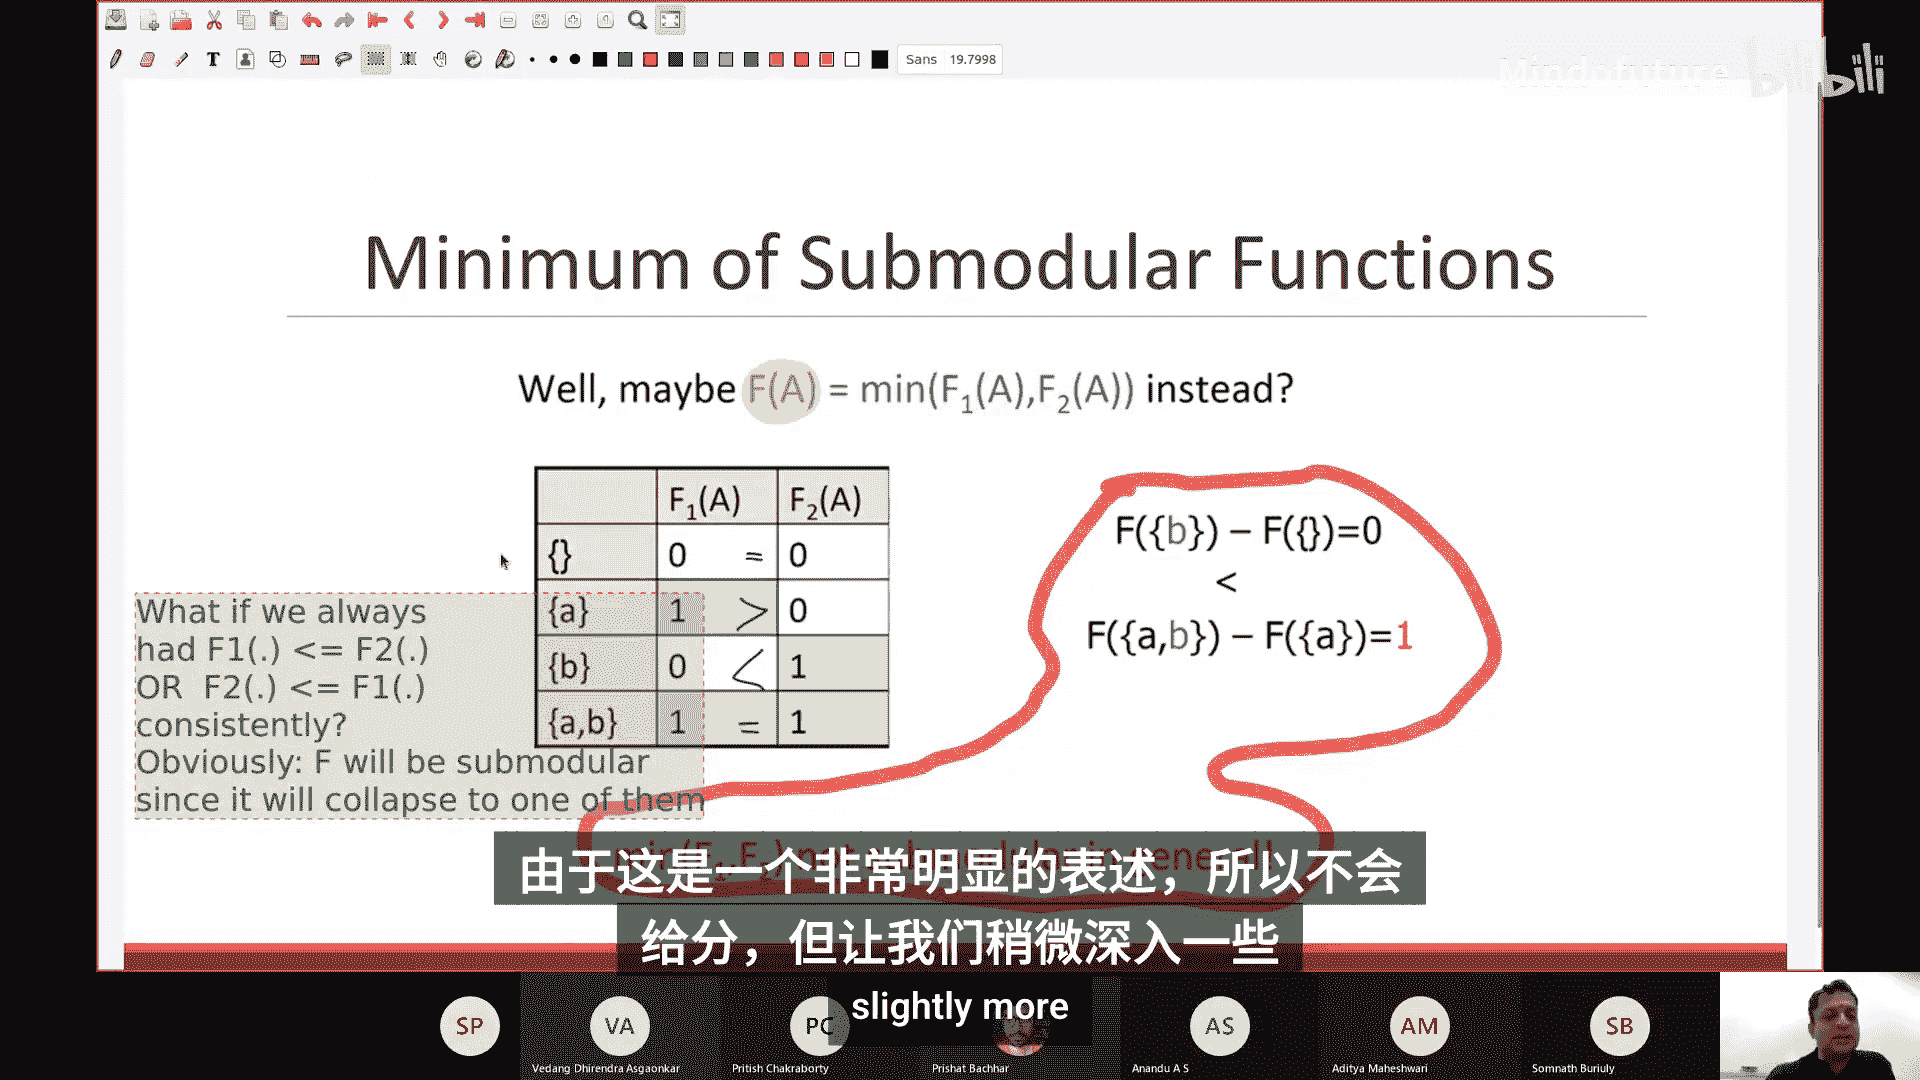 Sans 19.7998
Mindofuture bilibili
Minimum of Submodular Functions
Well, maybe F(A) = min(F1(A),F2(A)) instead?
F1(A) F2(A)
{} 0 = 0
{a} 1 > 0
{b} 0 < 1
{a,b} 1 = 1
F({b}) – F({})=0
<
F({a,b}) – F({a})=1
What if we always
had F1(.) <= F2(.)
OR F2(.) <= F1(.)
consistently?
Obviously: F will be submodular
since it will collapse to one of them
由于这是一个非常明显的表述，所以不会
给分，但让我们稍微深入一些
slightly more
SP VA PC AS AM SB
Vedang Dhirendra Asgaonkar Pritish Chakraborty Prishat Bachhar Anandu A S Aditya Maheshwari Somnath Buriuly